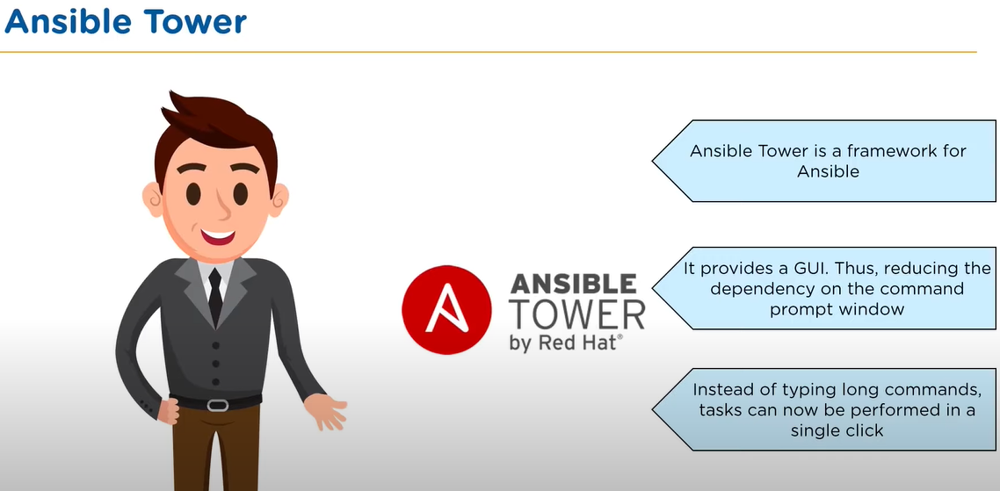 Ansible Tower
Ansible Tower is a framework for
Ansible
It provides a GUI. Thus, reducing the
dependency on the command
prompt window
ANSIBLE
TOWER
by Red Hat®
Instead of typing long commands,
tasks can now be performed in a
single click